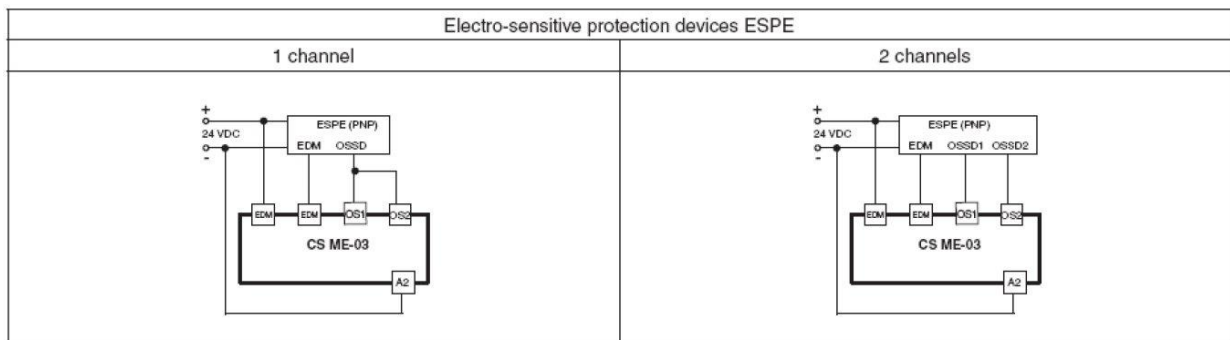 Electro-sensitive protection devices ESPE
1 channel
2 channels
+
24 VDC
-
ESPE (PNP)
EDM OSSD
EDM EDM OS1 OS2
CS ME-03
A2
+
24 VDC
-
ESPE (PNP)
EDM OSSD1 OSSD2
EDM EDM OS1 OS2
CS ME-03
A2